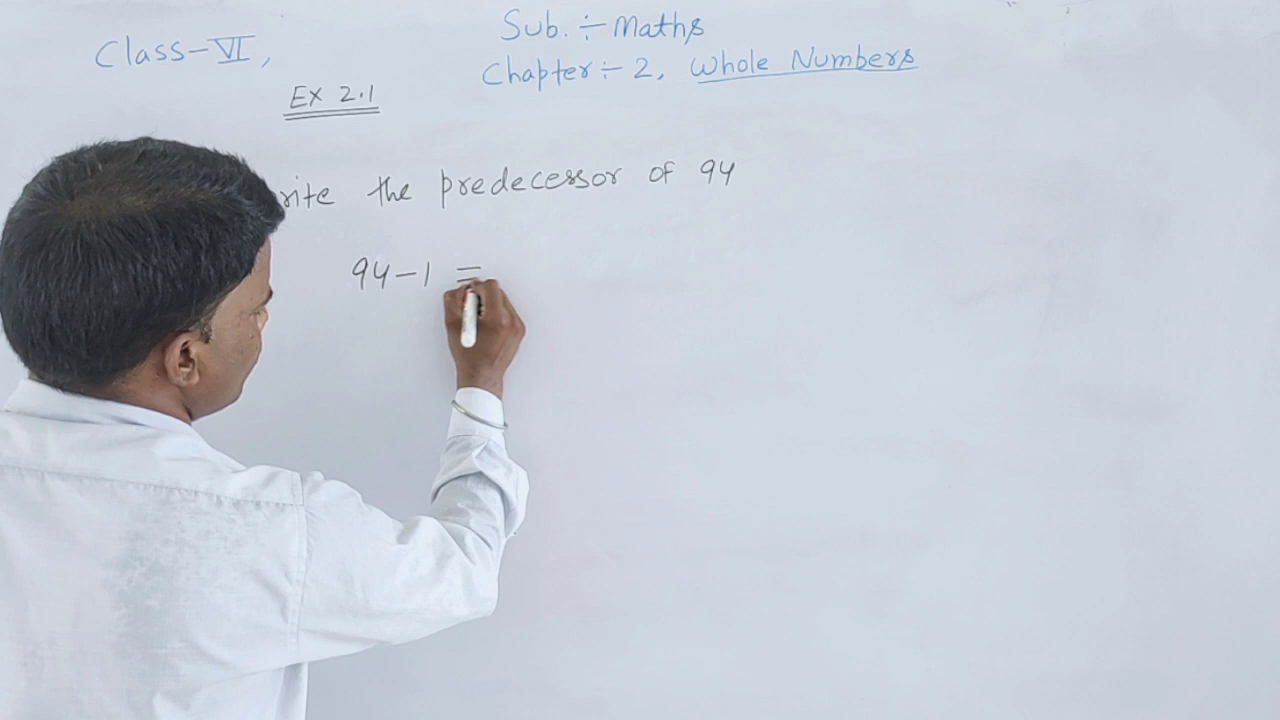 Class-VI,
Sub. :- Maths
Chapter :- 2, Whole Numbers
Ex 2.1
rite the predecessor of 94
94-1 =